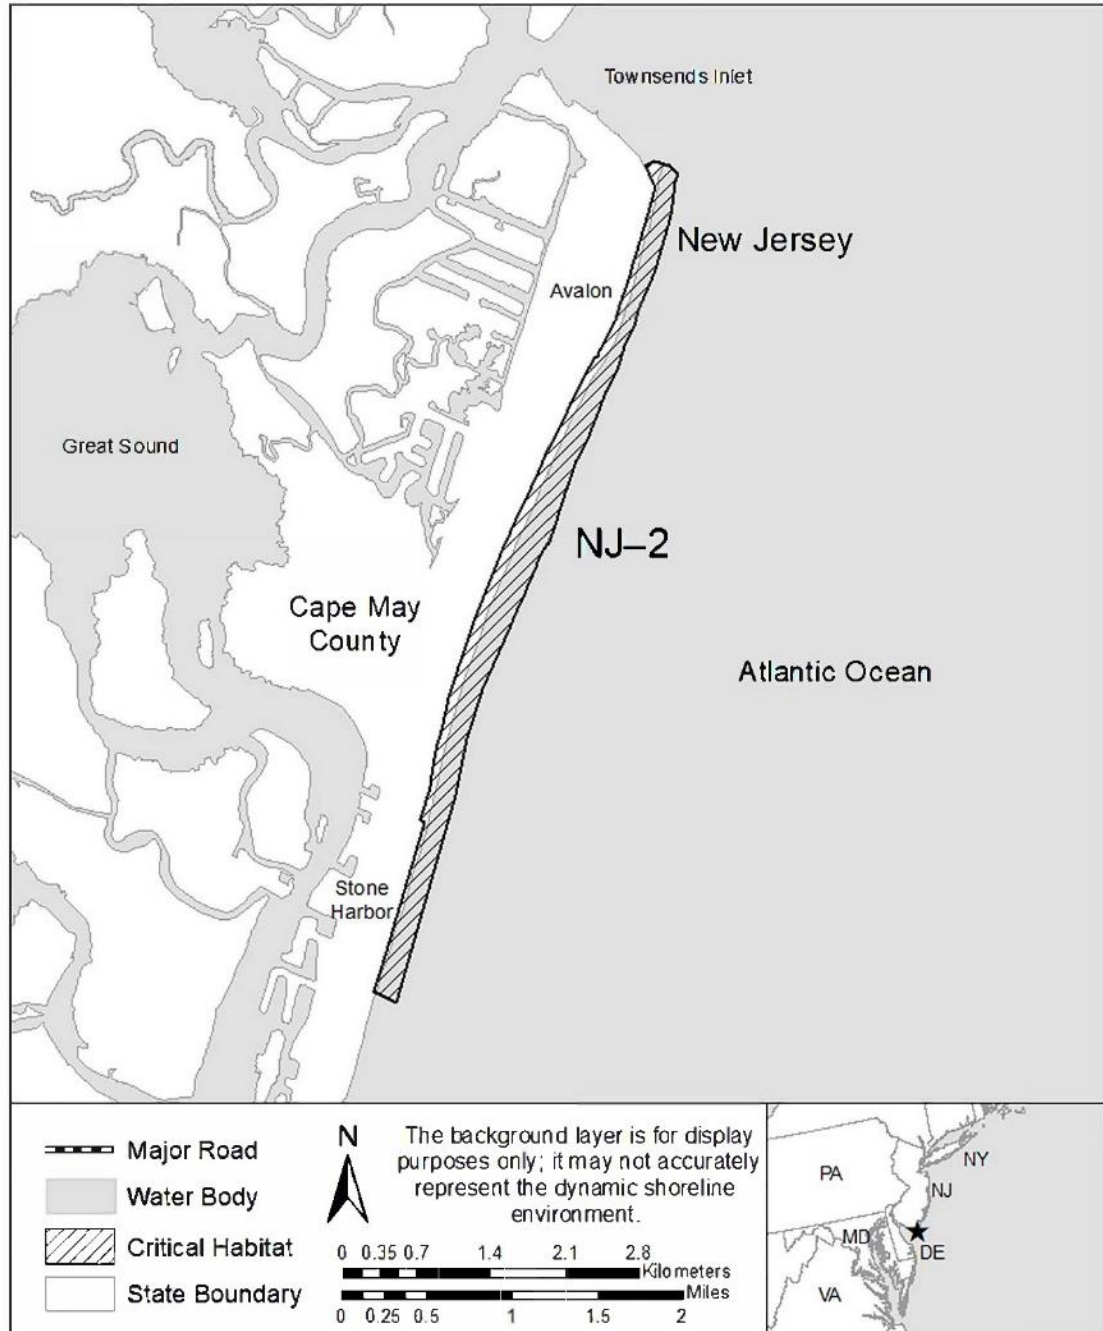 Townsends Inlet
New Jersey
Avalon
Great Sound
NJ–2
Cape May
County
Atlantic Ocean
Stone
Harbor
Major Road
Water Body
Critical Habitat
State Boundary
N
The background layer is for display
purposes only; it may not accurately
represent the dynamic shoreline
environment.
0 0.35 0.7 1.4 2.1 2.8
Kilometers
Miles
0 0.25 0.5 1 1.5 2
PA
NY
NJ
MD
DE
VA